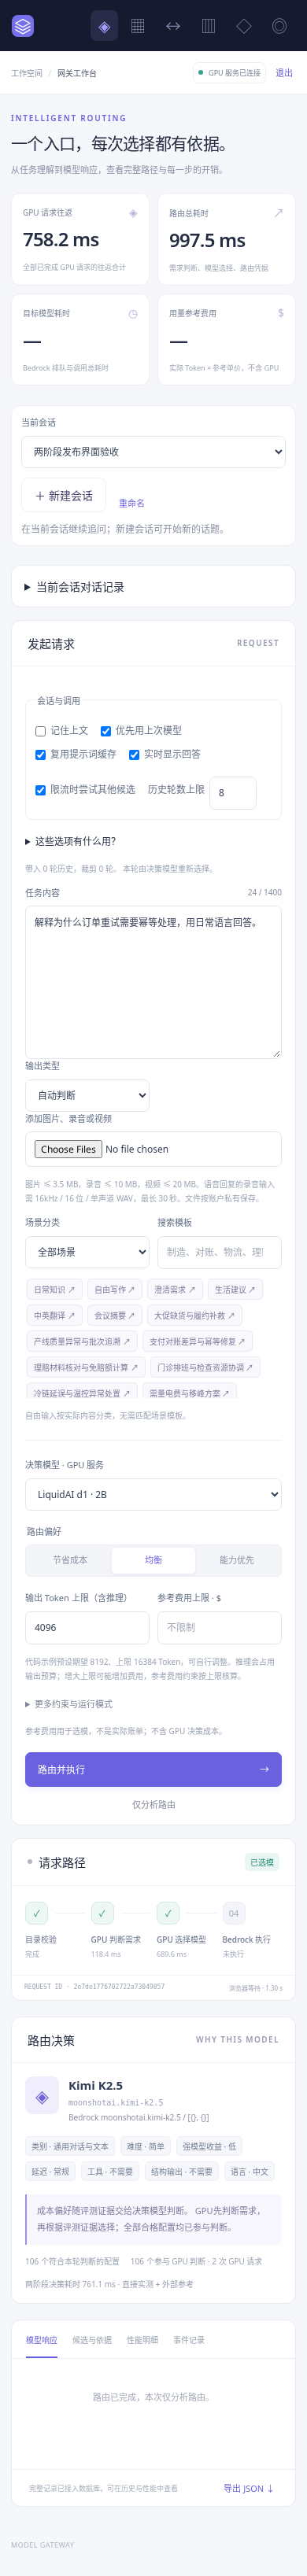 工作空间 / 网关工作台
GPU 服务已连接 退出
INTELLIGENT ROUTING
一个入口，每次选择都有依据。
从任务理解到模型响应，查看完整路径与每一步的开销。
GPU 请求往返
758.2 ms
全部已完成 GPU 请求的往返合计
路由总耗时
997.5 ms
需求判断、模型选择、路由凭据
目标模型耗时
—
Bedrock 排队与调用总耗时
用量参考费用
—
实际 Token × 参考单价，不含 GPU
当前会话
两阶段发布界面验收
＋ 新建会话 重命名
在当前会话继续追问；新建会话可开始新的话题。
当前会话对话记录
发起请求 REQUEST
会话与调用
记住上文 优先用上次模型
复用提示词缓存 实时显示回答
限流时尝试其他候选 历史轮数上限 8
这些选项有什么用？
带入 0 轮历史，裁剪 0 轮。 本轮由决策模型重新选择。
任务内容 24 / 1400
解释为什么订单重试需要幂等处理，用日常语言回答。
输出类型
自动判断
添加图片、录音或视频
Choose Files No file chosen
图片 ≤ 3.5 MB，录音 ≤ 10 MB，视频 ≤ 20 MB。语音回复的录音输入
需 16kHz / 16 位 / 单声道 WAV，最长 30 秒。文件按账户私有保存。
场景分类 搜索模板
全部场景 制造、对账、物流、理
日常知识 ↗ 自由写作 ↗ 澄清需求 ↗ 生活建议 ↗
中英翻译 ↗ 会议摘要 ↗ 大促缺货与履约补救 ↗
产线质量异常与批次追溯 ↗ 支付对账差异与幂等修复 ↗
理赔材料核对与免赔额计算 ↗ 门诊排班与检查资源协调 ↗
冷链延误与温控异常处置 ↗ 需量电费与移峰方案 ↗
自由输入按实际内容分类，无需匹配场景模板。
决策模型 · GPU 服务
LiquidAI d1 · 2B
路由偏好
节省成本 均衡 能力优先
输出 Token 上限（含推理） 参考费用上限 · $
4096 不限制
代码示例预设期望 8192、上限 16384 Token，可自行调整。推理会占用
输出预算；增大上限可能增加费用，参考费用约束按上限核算。
更多约束与运行模式
参考费用用于选模，不是实际账单；不含 GPU 决策成本。
路由并执行 →
仅分析路由
请求路径 已选模
✓ ✓ ✓ 04
目录校验 GPU 判断需求 GPU 选择模型 Bedrock 执行
完成 118.4 ms 689.6 ms 未执行
REQUEST ID · 2e7de1776702722a73049857 浏览器等待 · 1.30 s
路由决策 WHY THIS MODEL
Kimi K2.5
moonshotai.kimi-k2.5
Bedrock moonshotai.kimi-k2.5 / [{}, {}]
类别 · 通用对话与文本 难度 · 简单 强模型收益 · 低
延迟 · 常规 工具 · 不需要 结构输出 · 不需要 语言 · 中文
成本偏好随评测证据交给决策模型判断。 GPU先判断需求，
再根据评测证据选择；全部合格配置均已参与判断。
106 个符合本轮判断的配置 106 个参与 GPU 判断 · 2 次 GPU 请求
两阶段决策耗时 761.1 ms · 直接实测 + 外部参考
模型响应 候选与依据 性能明细 事件记录
路由已完成，本次仅分析路由。
完整记录已接入数据库，可在历史与性能中查看 导出 JSON ↓
MODEL GATEWAY